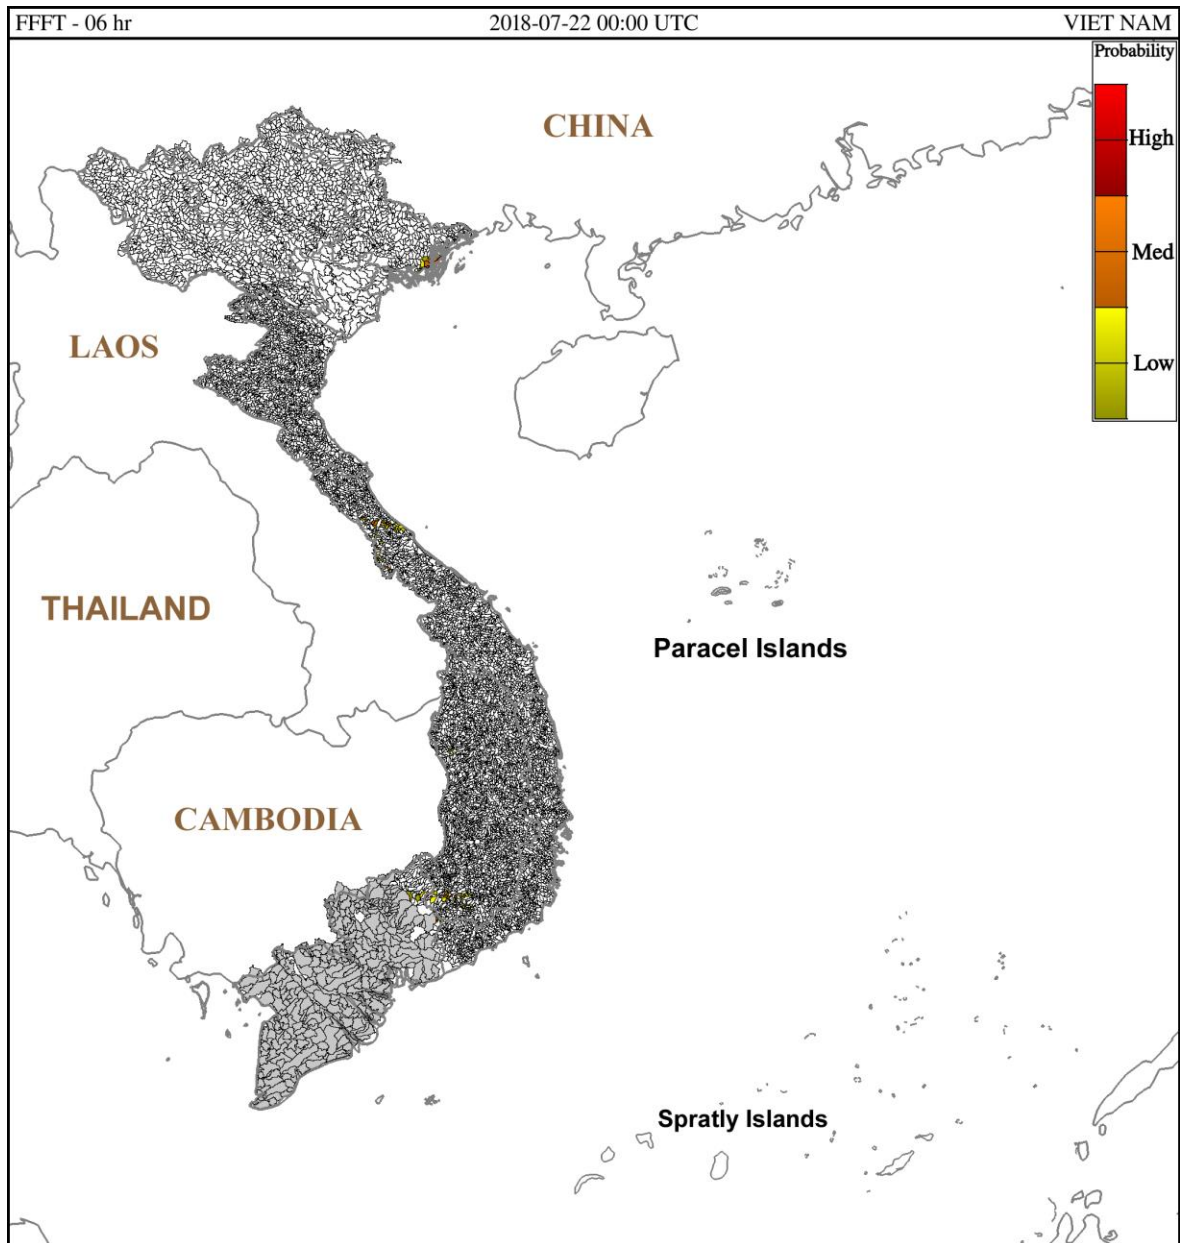 FFFT - 06 hr 2018-07-22 00:00 UTC VIET NAM
Probability
CHINA
High
Med
LAOS
Low
THAILAND
Paracel Islands
CAMBODIA
Spratly Islands